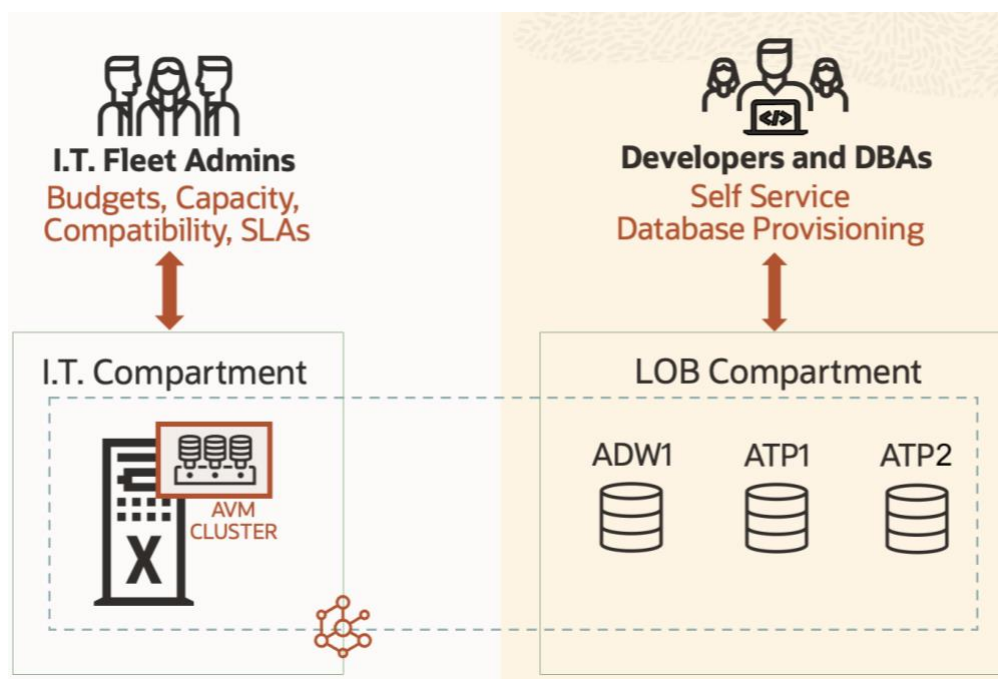 </>
I.T. Fleet Admins
Budgets, Capacity,
Compatibility, SLAs
Developers and DBAs
Self Service
Database Provisioning
I.T. Compartment
AVM
CLUSTER
X
LOB Compartment
ADW1
ATP1
ATP2